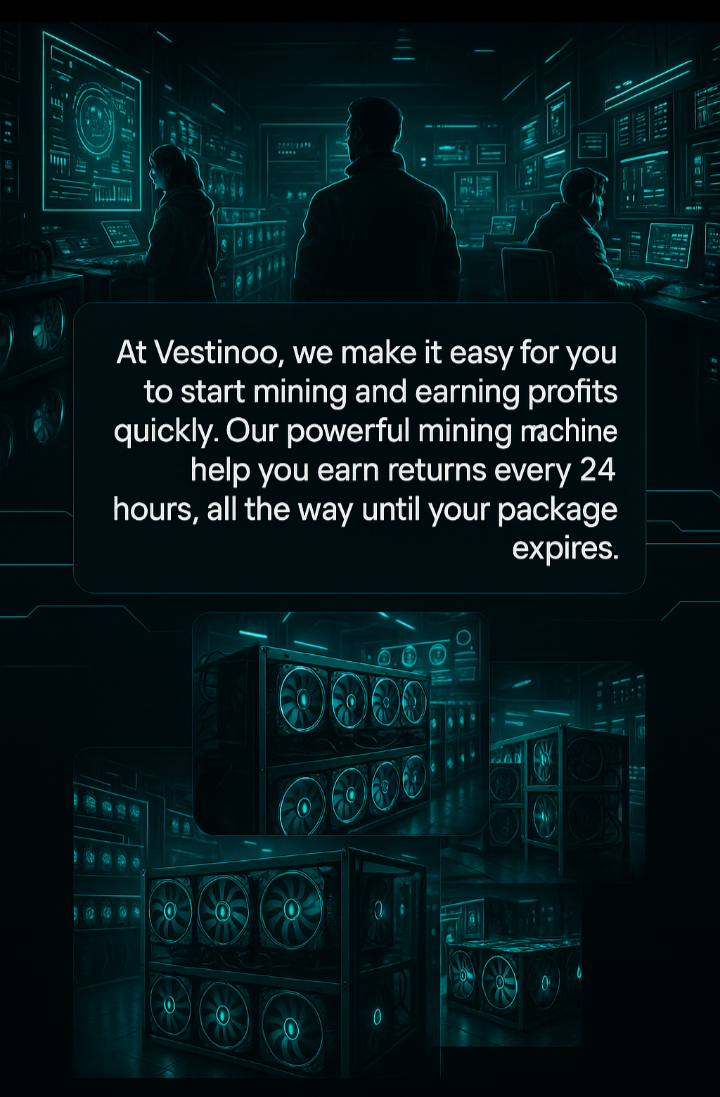 At Vestinoo, we make it easy for you
to start mining and earning profits
quickly. Our powerful mining machine
help you earn returns every 24
hours, all the way until your package
expires.